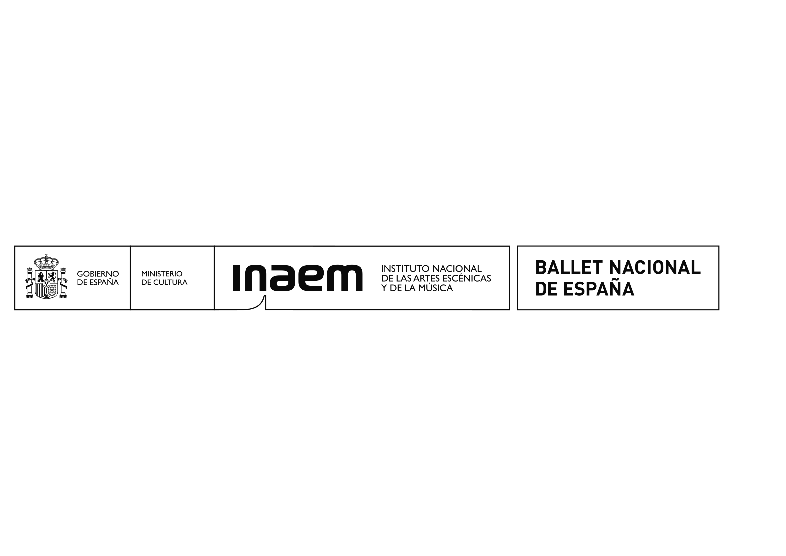 GOBIERNO
DE ESPAÑA
MINISTERIO
DE CULTURA
inaem
INSTITUTO NACIONAL
DE LAS ARTES ESCÉNICAS
Y DE LA MÚSICA
BALLET NACIONAL
DE ESPAÑA